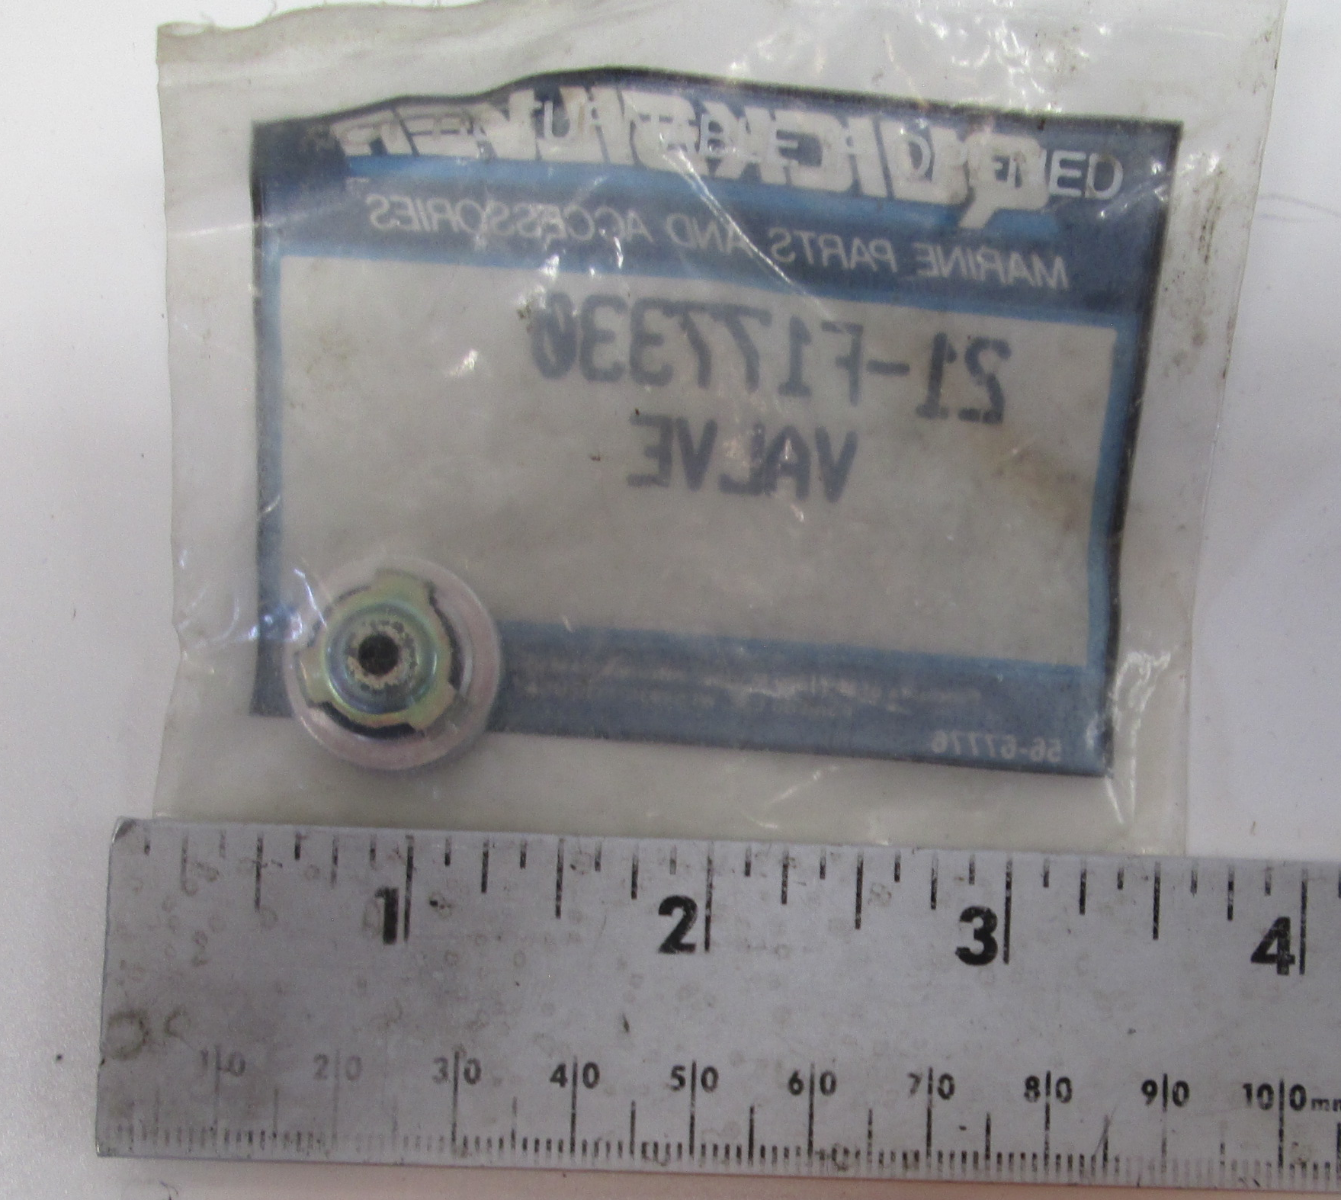 QUICKSILVER
MARINE PARTS AND ACCESSORIES
21-F177330
VALVE
56-67776
1 2 3 4
10 20 30 40 50 60 70 80 90 100mm